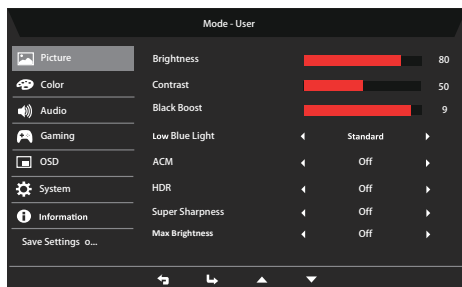 Mode - User
Picture
Color
Audio
Gaming
OSD
System
Information
Save Settings o...
Brightness 80
Contrast 50
Black Boost 9
Low Blue Light Standard
ACM Off
HDR Off
Super Sharpness Off
Max Brightness Off